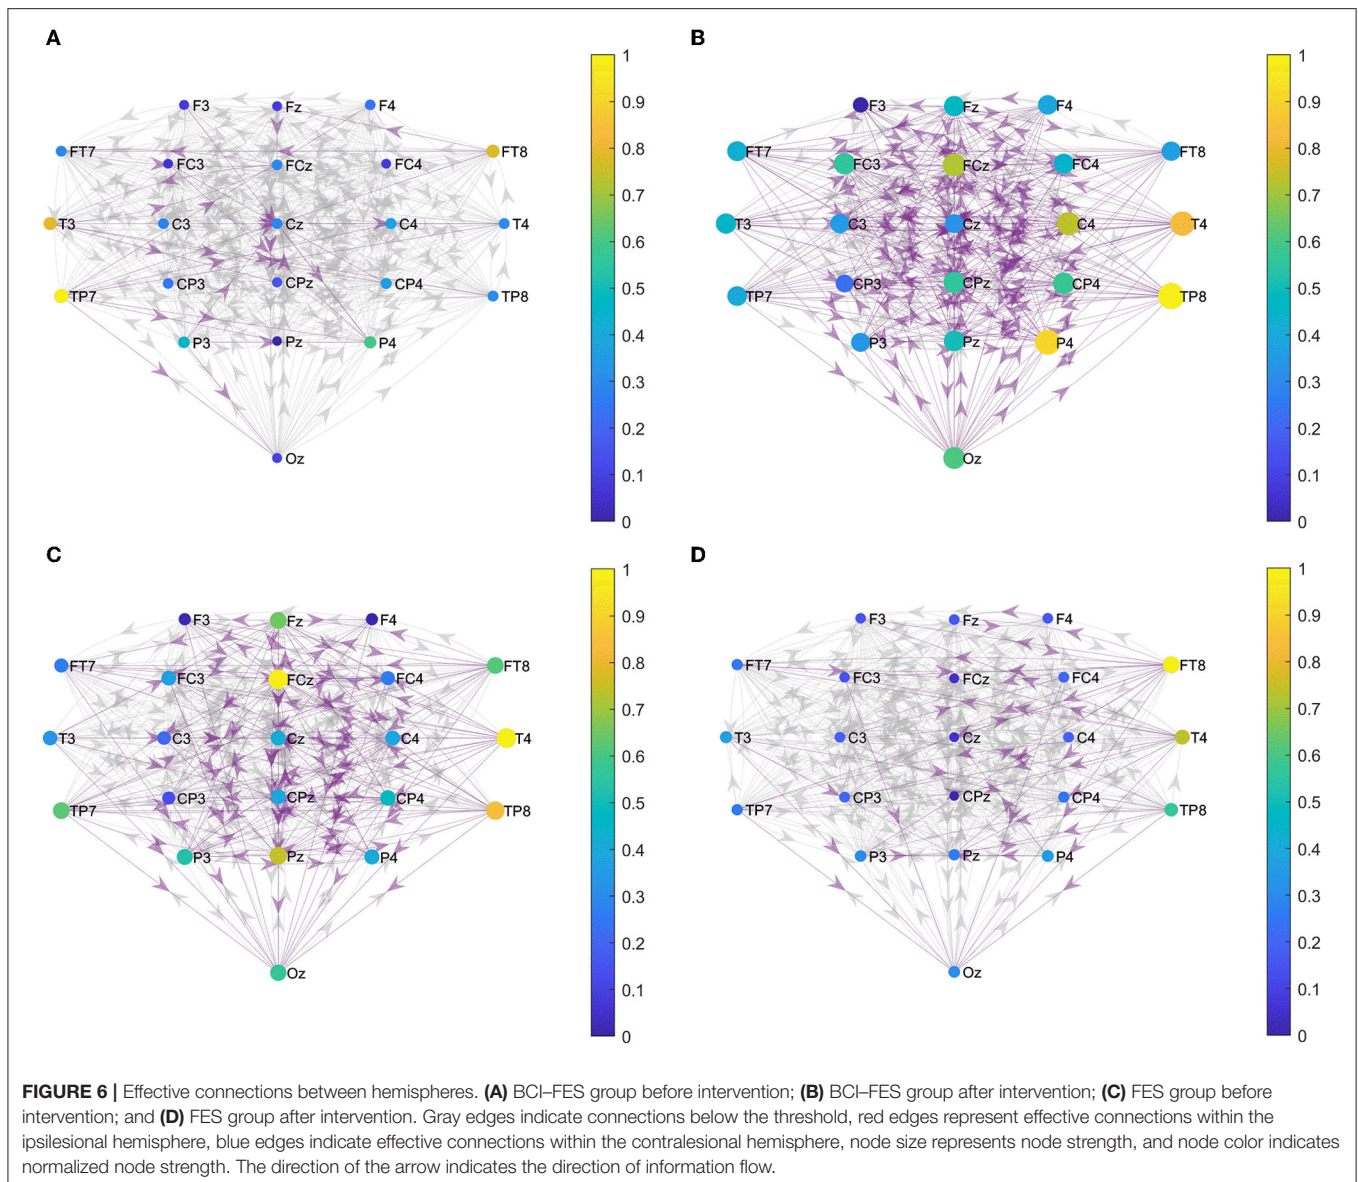 A
F3 Fz F4
FT7 FC3 FCz FC4 FT8
T3 C3 Cz C4 T4
TP7 CP3 CPz CP4 TP8
P3 Pz P4
Oz
1
0.9
0.8
0.7
0.6
0.5
0.4
0.3
0.2
0.1
0
B
F3 Fz F4
FT7 FC3 FCz FC4 FT8
T3 C3 Cz C4 T4
TP7 CP3 CPz CP4 TP8
P3 Pz P4
Oz
1
0.9
0.8
0.7
0.6
0.5
0.4
0.3
0.2
0.1
0
C
F3 Fz F4
FT7 FC3 FCz FC4 FT8
T3 C3 Cz C4 T4
TP7 CP3 CPz CP4 TP8
P3 Pz P4
Oz
1
0.9
0.8
0.7
0.6
0.5
0.4
0.3
0.2
0.1
0
D
F3 Fz F4
FT7 FC3 FCz FC4 FT8
T3 C3 Cz C4 T4
TP7 CP3 CPz CP4 TP8
P3 Pz P4
Oz
1
0.9
0.8
0.7
0.6
0.5
0.4
0.3
0.2
0.1
0
FIGURE 6 | Effective connections between hemispheres. (A) BCI–FES group before intervention; (B) BCI–FES group after intervention; (C) FES group before
intervention; and (D) FES group after intervention. Gray edges indicate connections below the threshold, red edges represent effective connections within the
ipsilesional hemisphere, blue edges indicate effective connections within the contralesional hemisphere, node size represents node strength, and node color indicates
normalized node strength. The direction of the arrow indicates the direction of information flow.